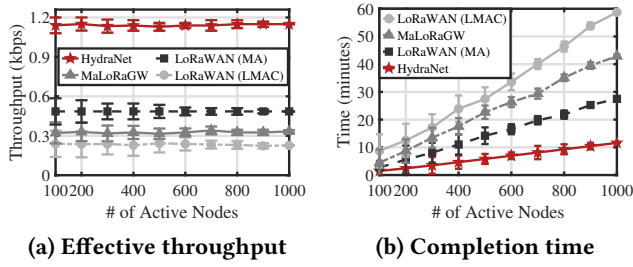 Throughput (kbps)
1.2
0.9
0.6
0.3
0
HydraNet
LoRaWAN (MA)
MaLoRaGW
LoRaWAN (LMAC)
100 200 400 600 800 1000
# of Active Nodes
(a) Effective throughput
Time (minutes)
60
50
40
30
20
10
0
LoRaWAN (LMAC)
MaLoRaGW
LoRaWAN (MA)
HydraNet
100 200 400 600 800 1000
# of Active Nodes
(b) Completion time